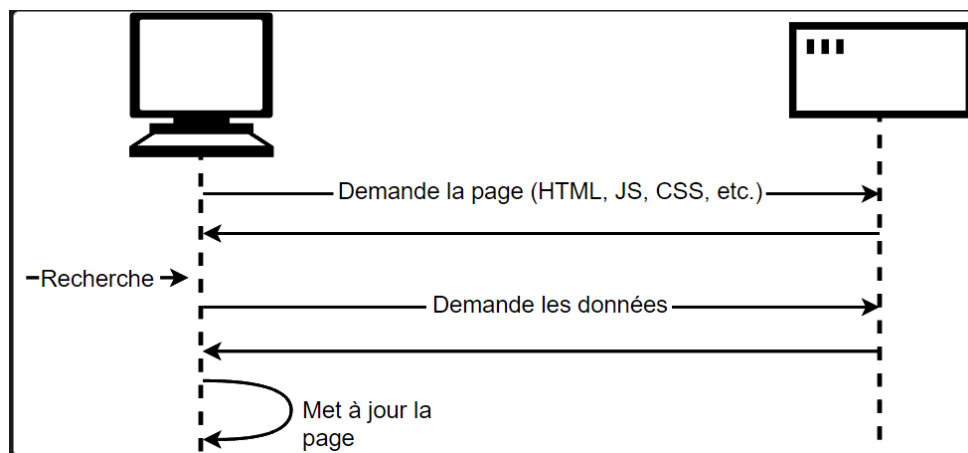 Demande la page (HTML, JS, CSS, etc.)
Recherche
Demande les données
Met à jour la
page